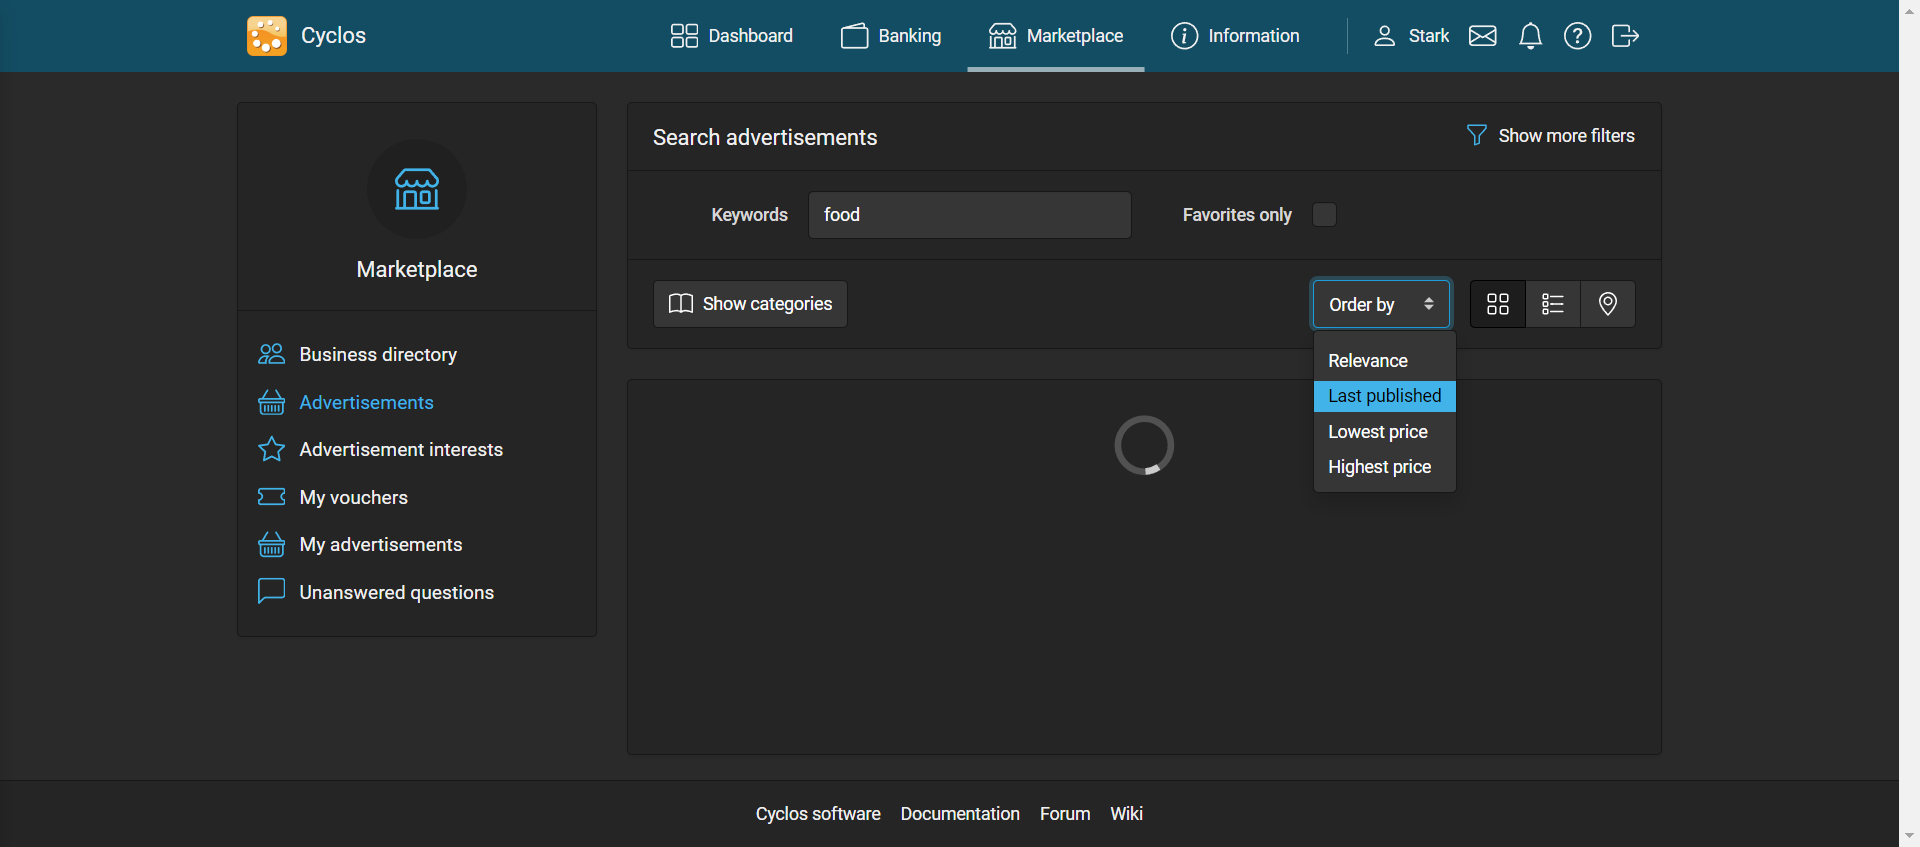 Cyclos
Dashboard
Banking
Marketplace
Information
Stark
Marketplace
Business directory
Advertisements
Advertisement interests
My vouchers
My advertisements
Unanswered questions
Search advertisements
Show more filters
Keywords
food
Favorites only
Show categories
Order by
Relevance
Last published
Lowest price
Highest price
Cyclos software
Documentation
Forum
Wiki